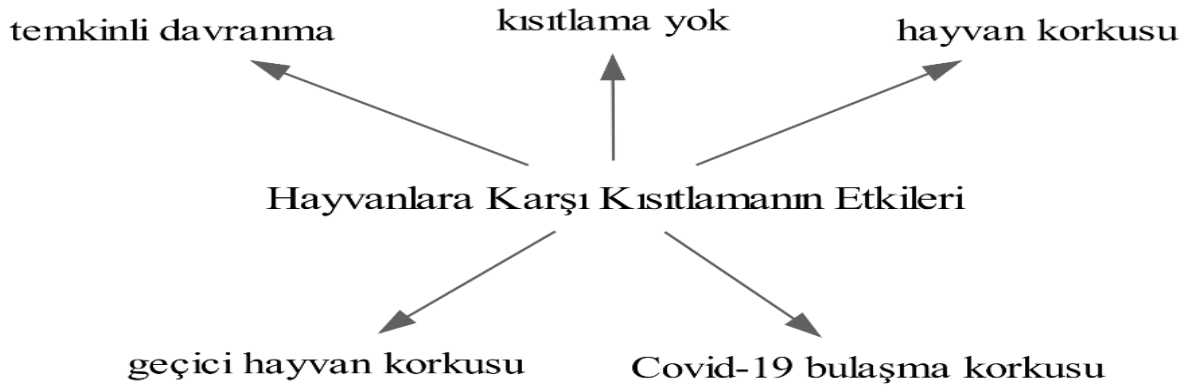 temkinli davranma
kısıtlama yok
hayvan korkusu
Hayvanlara Karşı Kısıtlamanın Etkileri
geçici hayvan korkusu
Covid-19 bulaşma korkusu